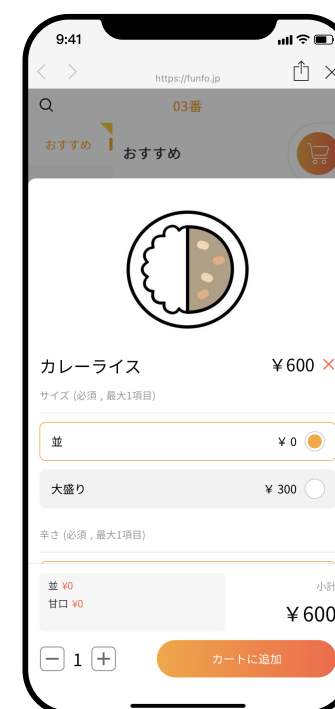 9:41
https://funfo.jp
03番
おすすめ
おすすめ
カレーライス
￥600 ×
サイズ (必須 , 最大1項目)
並
￥ 0
大盛り
￥ 300
辛さ (必須 , 最大1項目)
並 ¥0
甘口 ¥0
小計
￥600
1
カートに追加